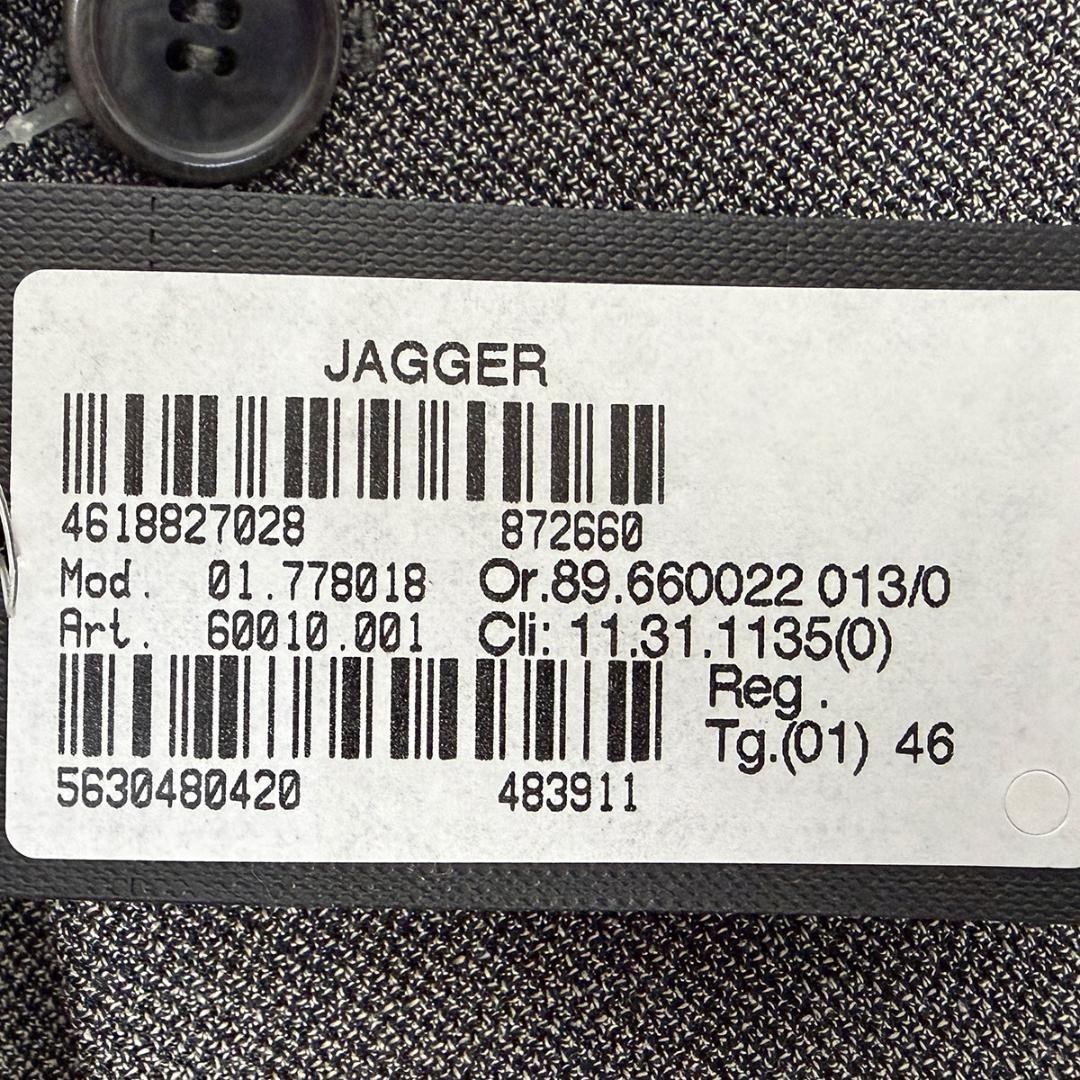 JAGGER
4618827028 872660
Mod. 01.778018 Or.89.660022 013/0
Art. 60010.001 Cli: 11.31.1135(0)
Reg.
Tg.(01) 46
5630480420 483911